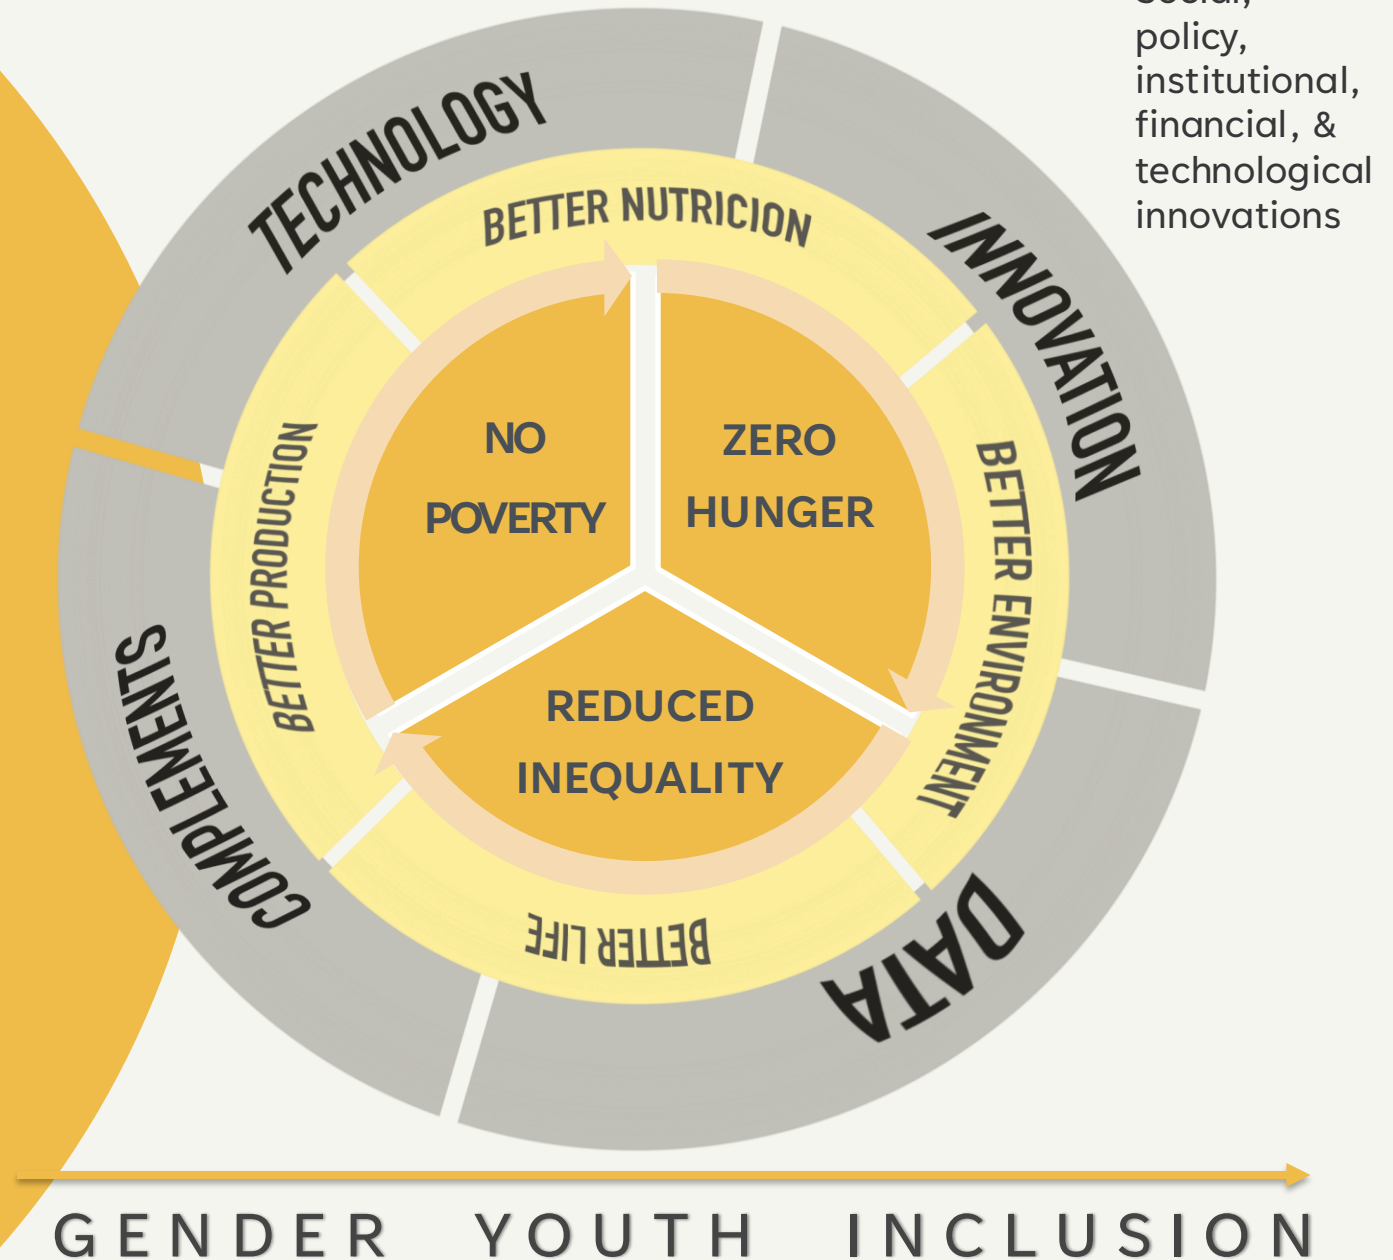 policy,
institutional,
financial, &
technological
innovations
TECHNOLOGY
INNOVATION
DATA
COMPLEMENTS
BETTER NUTRICION
BETTER ENVIRONMENT
BETTER LIFE
BETTER PRODUCTION
NO
POVERTY
ZERO
HUNGER
REDUCED
INEQUALITY
GENDER YOUTH INCLUSION